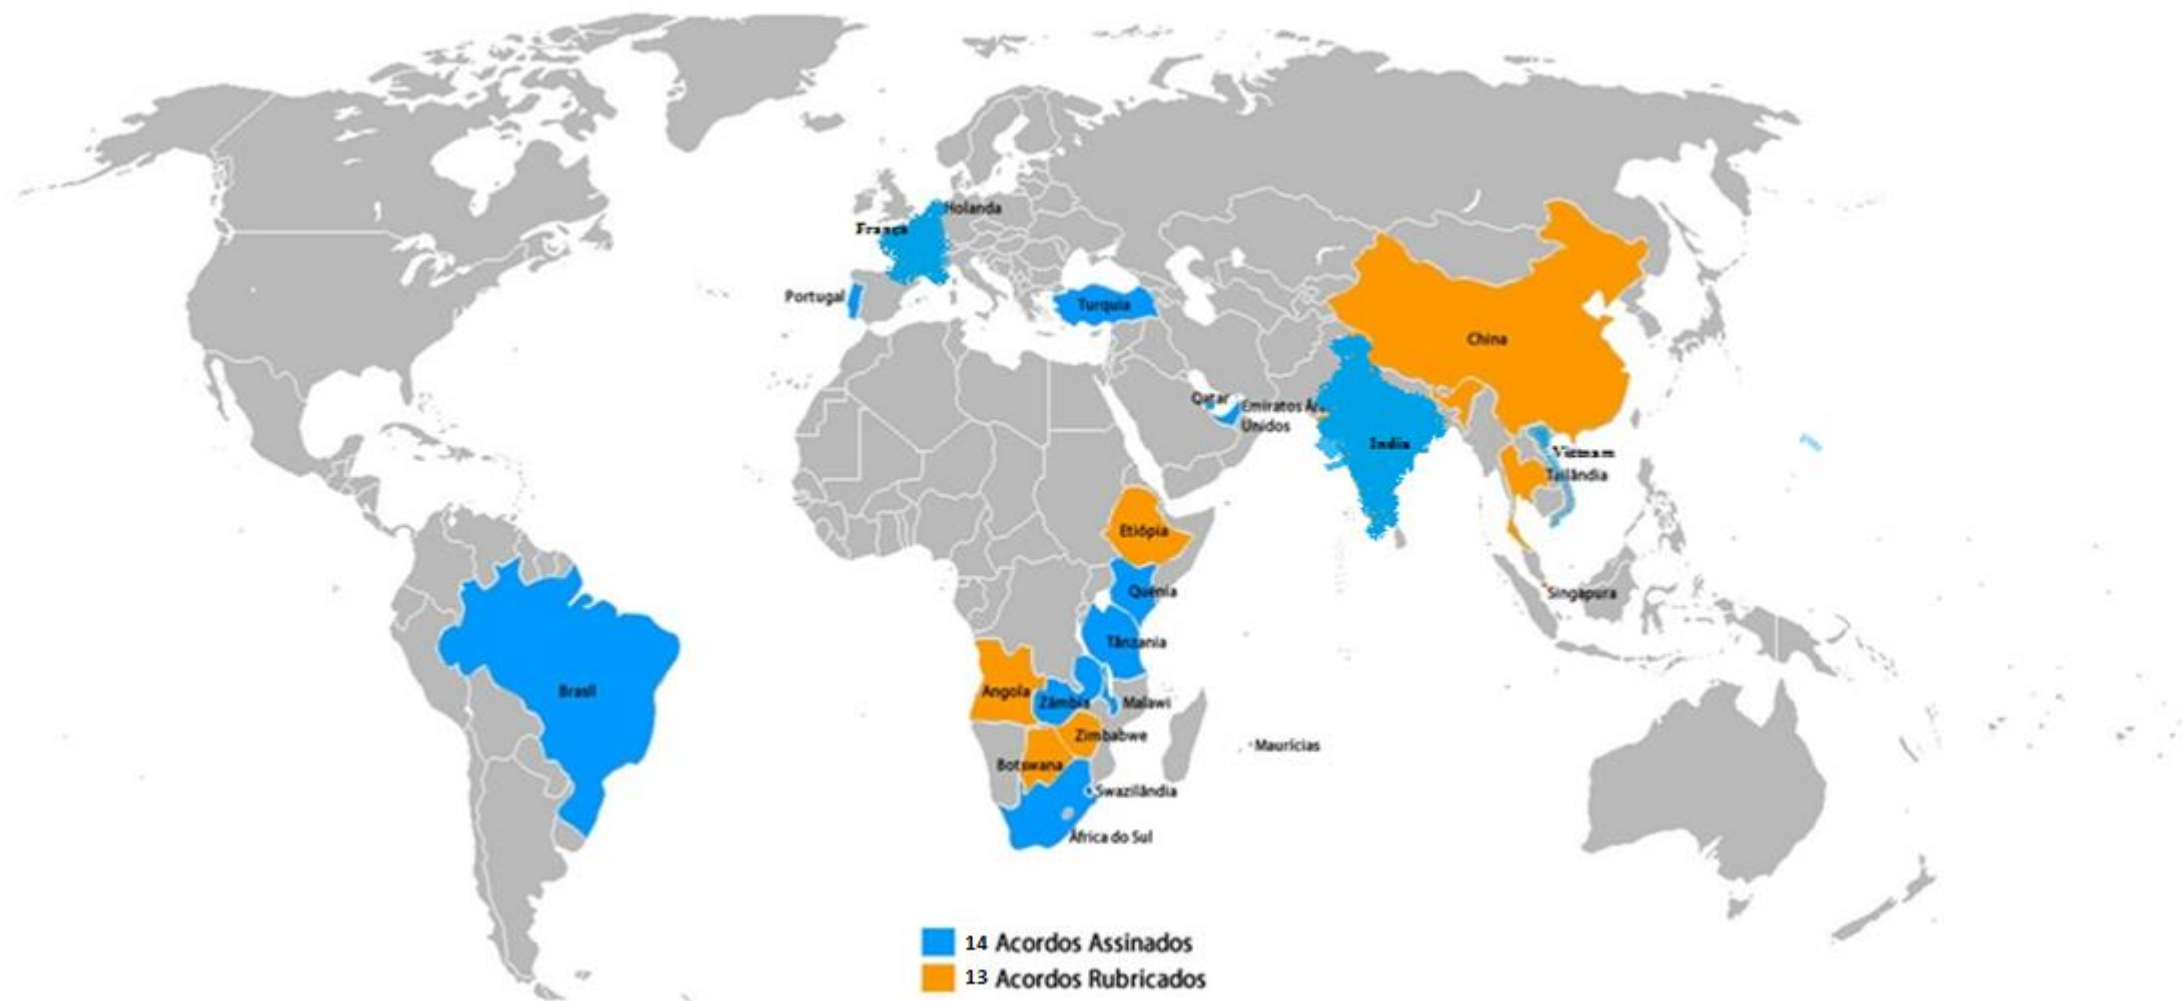 Holanda
França
Portugal
Turquia
China
Qatar
Emiratos Ár
Unidos
India
Vietnam
Tailândia
Etiópia
Singapura
Quénia
Tânzania
Brasil
Angola
Zâmbia
Malawi
Zimbabwe
Maurícias
Botswana
Swazilândia
África do Sul
14 Acordos Assinados
13 Acordos Rubricados